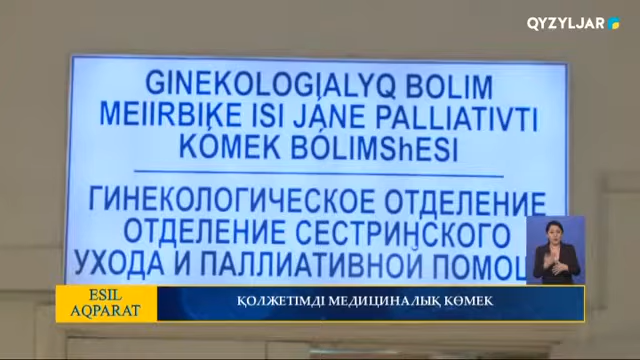 QYZYLJAR
GINEKOLOGIALYQ BOLIM
MEIIRBIKE ISI JÁNE PALLIATIVTI
KÓMEK BÓLIMShESI
ГИНЕКОЛОГИЧЕСКОЕ ОТДЕЛЕНИЕ
ОТДЕЛЕНИЕ СЕСТРИНСКОГО
УХОДА И ПАЛЛИАТИВНОЙ
ESIL
AQPARAT
ҚОЛЖЕТІМДІ МЕДИЦИНАЛЫҚ КӨМЕК